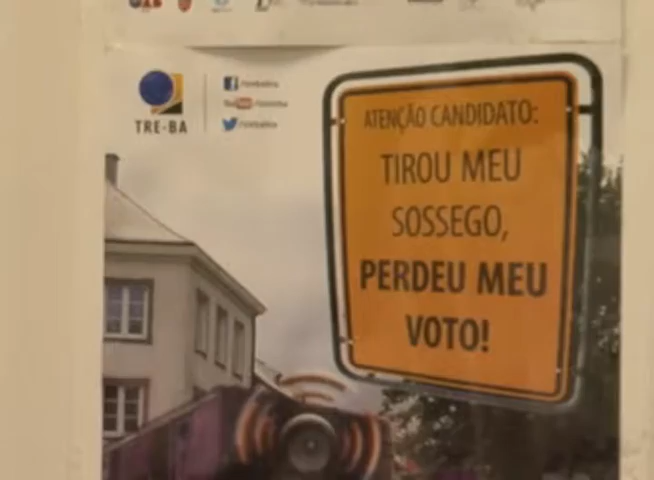 TRE-BA
ATENÇÃO CANDIDATO:
TIROU MEU
SOSSEGO,
PERDEU MEU
VOTO!